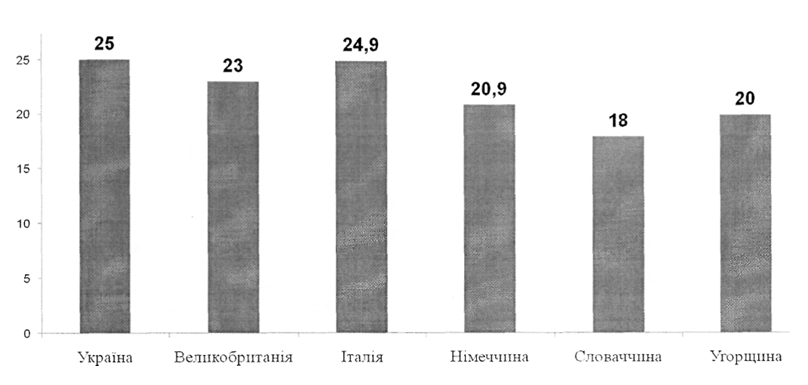 25
23
24,9
20,9
18
20
25
20
15
10
5
0
Україна
Великобританія
Італія
Німеччина
Словаччина
Угорщина